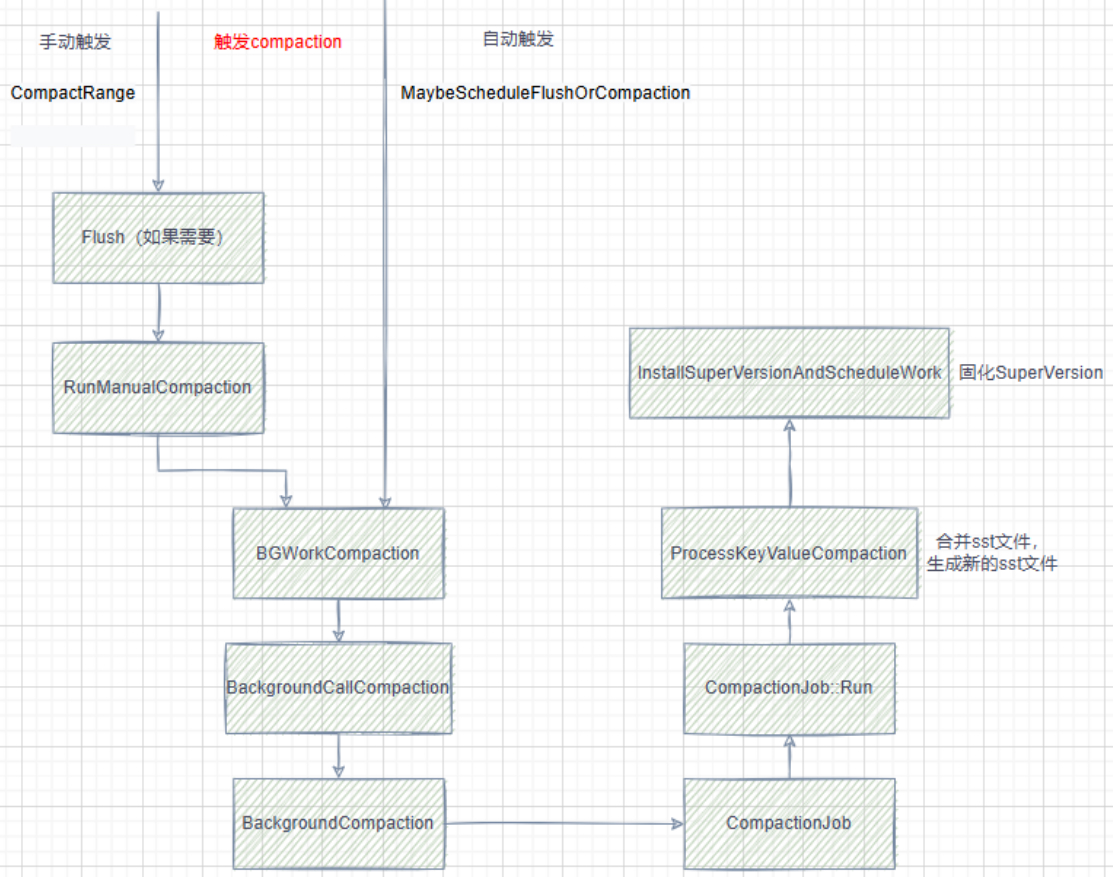 手动触发
触发compaction
自动触发
CompactRange
MaybeScheduleFlushOrCompaction
Flush（如果需要）
RunManualCompaction
InstallSuperVersionAndScheduleWork
固化SuperVersion
BGWorkCompaction
ProcessKeyValueCompaction
合并sst文件，
生成新的sst文件
BackgroundCallCompaction
CompactionJob::Run
BackgroundCompaction
CompactionJob